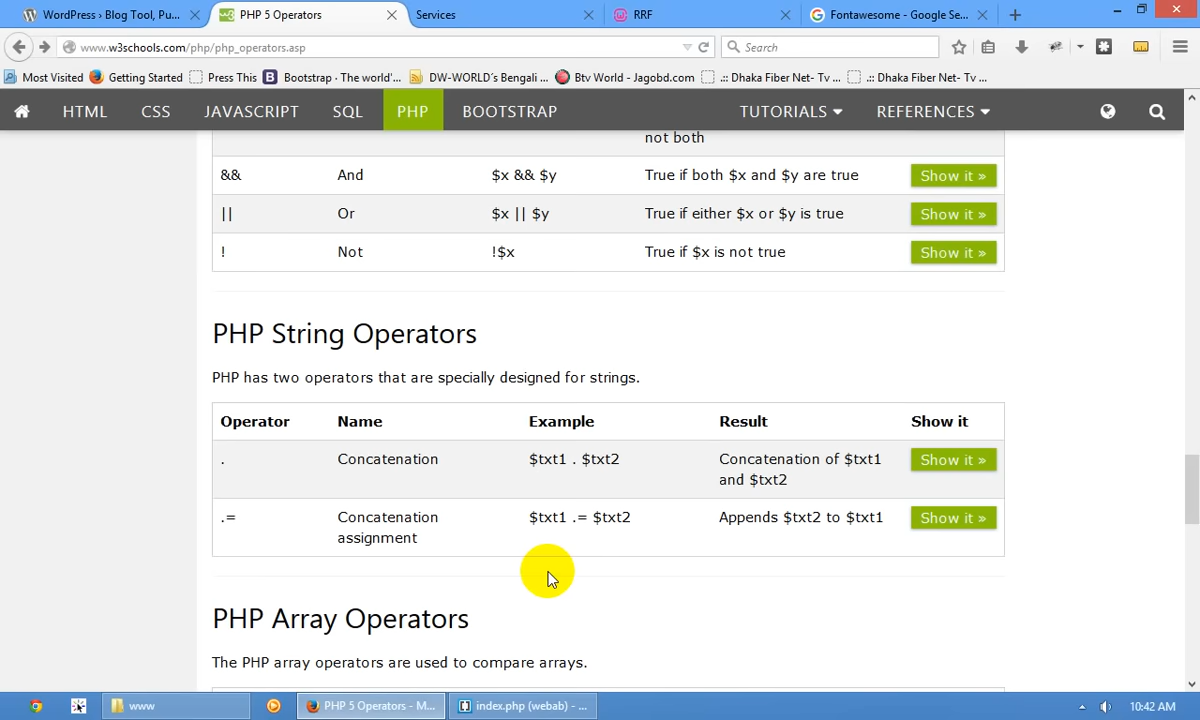 WordPress › Blog Tool, Pu...
PHP 5 Operators
Services
RRF
Fontawesome - Google Se...
www.w3schools.com/php/php_operators.asp
Search
Most Visited
Getting Started
Press This
Bootstrap · The world'...
DW-WORLD´s Bengali ...
Btv World - Jagobd.com
.:: Dhaka Fiber Net- Tv ...
.:: Dhaka Fiber Net- Tv ...
HTML CSS JAVASCRIPT SQL PHP BOOTSTRAP TUTORIALS REFERENCES
not both
&& And $x && $y True if both $x and $y are true Show it »
|| Or $x || $y True if either $x or $y is true Show it »
! Not !$x True if $x is not true Show it »
PHP String Operators
PHP has two operators that are specially designed for strings.
Operator Name Example Result Show it
. Concatenation $txt1 . $txt2 Concatenation of $txt1 Show it »
and $txt2
.= Concatenation $txt1 .= $txt2 Appends $txt2 to $txt1 Show it »
assignment
PHP Array Operators
The PHP array operators are used to compare arrays.
www
PHP 5 Operators - M...
index.php (webab) - ...
10:42 AM